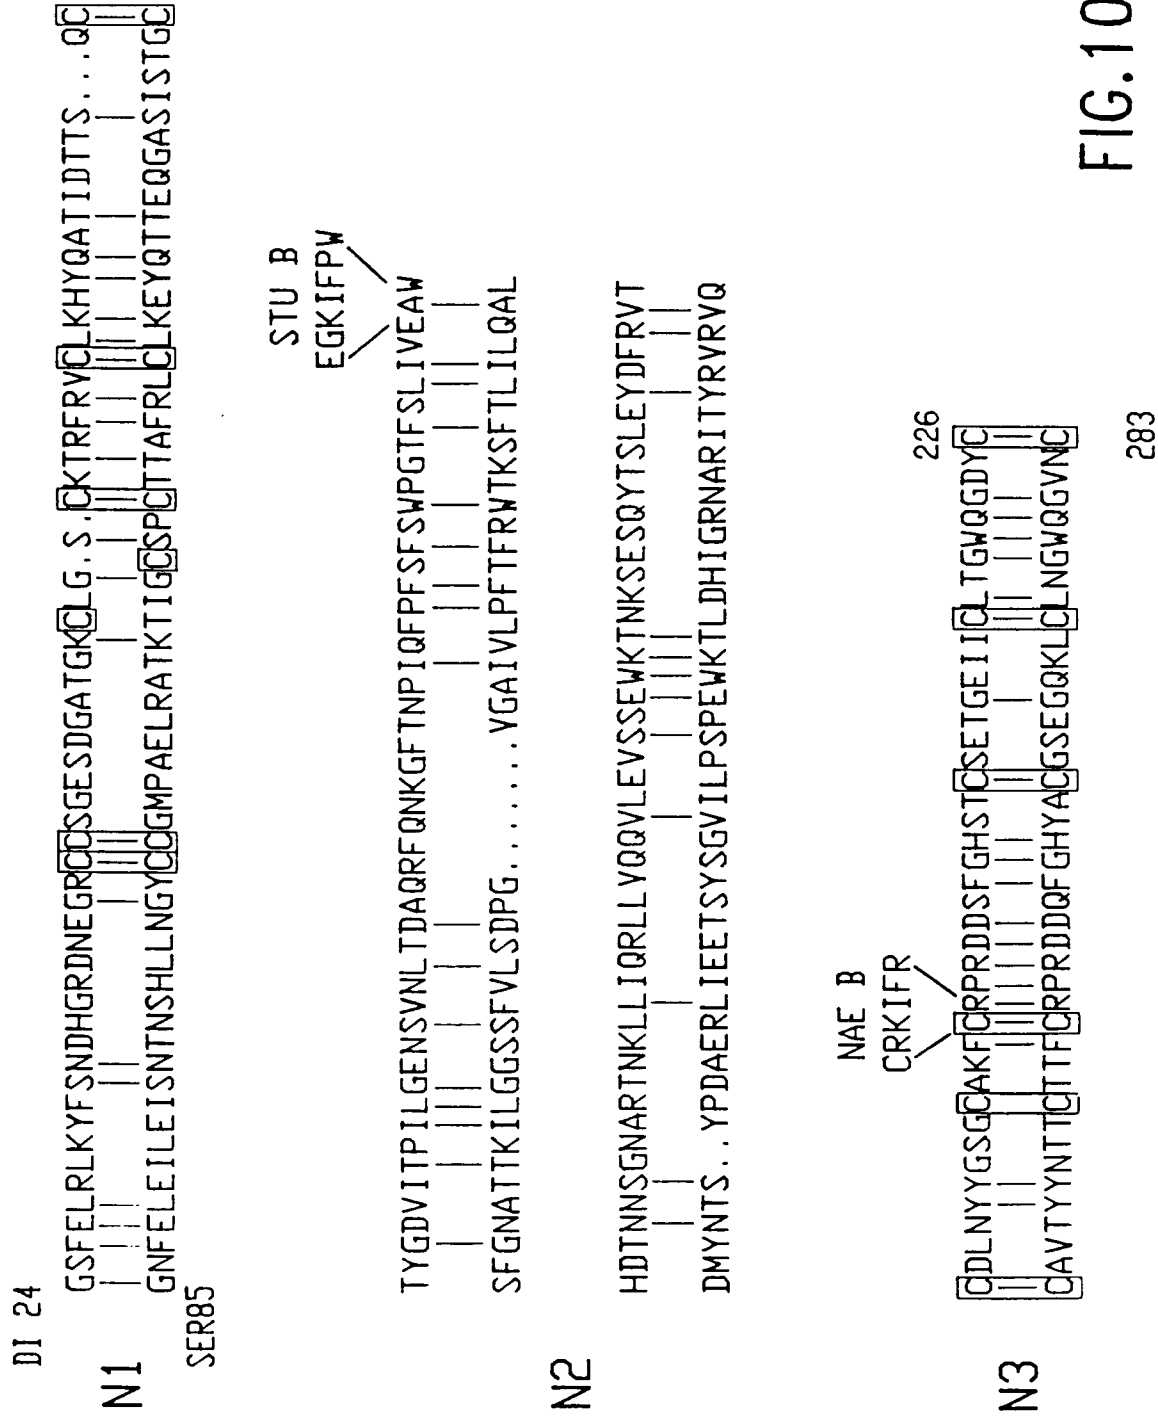 DI 24
GSFELRLKYFSNDHGRDNEGRCCSGESDGATGKCLG.S.CKTRFRVCLKHYQATIDTTS...QC
N1
GNFELEILEISNTNSHLLNGYCCGMPAELRATKTIGCSPCTTAFRLCLKEYQTTEQGASISTGC
SER85
STU B
EGKIFPW
TYGDVITPILGENSVNLTDAQRFQNKGFTNPIQFPFSFSWPGTFSLIVEAW
N2
SFGNATTKILGGSSFVLSDPG.......VGAIVLPFTFRWTKSFTLILQAL
HDTNNSGNARTNKLLIQRLLVQQVLEVSSEWKTNKSESQYTSLEYDFRVT
DMYNTS..YPDAERLIEETSYSGVILPSPEWKTLDHIGRNARITYRVRVQ
NAE B
CRKIFR
226
CDLNYYGSGCAKFCRPRDDSFGHSTCSETGEIICLTGWQGDYC
N3
CAVTYYNTTCTTFCRPRDDQFGHYACGSEGQKLCLNGWQGVNC
283
FIG.10